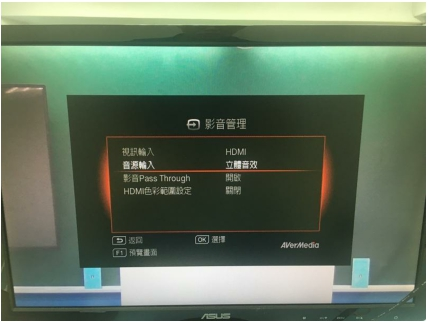 影音管理
視訊輸入 HDMI
音源輸入 立體音效
影音Pass Through 開啟
HDMI色彩範圍設定 關閉
返回 OK 選擇
F1 預覽畫面 AVerMedia
ASUS